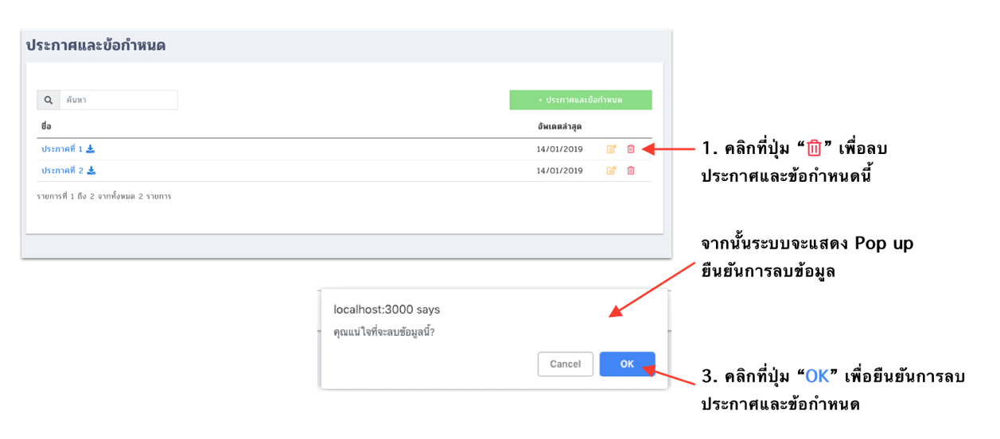 ประกาศและข้อกำหนด
ค้นหา
+ ประกาศและข้อกำหนด
ชื่อ อัพเดตล่าสุด
ประกาศที่ 1 14/01/2019
ประกาศที่ 2 14/01/2019
รายการที่ 1 ถึง 2 จากทั้งหมด 2 รายการ
1. คลิกที่ปุ่ม “ ” เพื่อลบ
ประกาศและข้อกำหนดนี้
จากนั้นระบบจะแสดง Pop up
ยืนยันการลบข้อมูล
localhost:3000 says
คุณแน่ใจที่จะลบข้อมูลนี้?
Cancel OK
3. คลิกที่ปุ่ม “OK” เพื่อยืนยันการลบ
ประกาศและข้อกำหนด